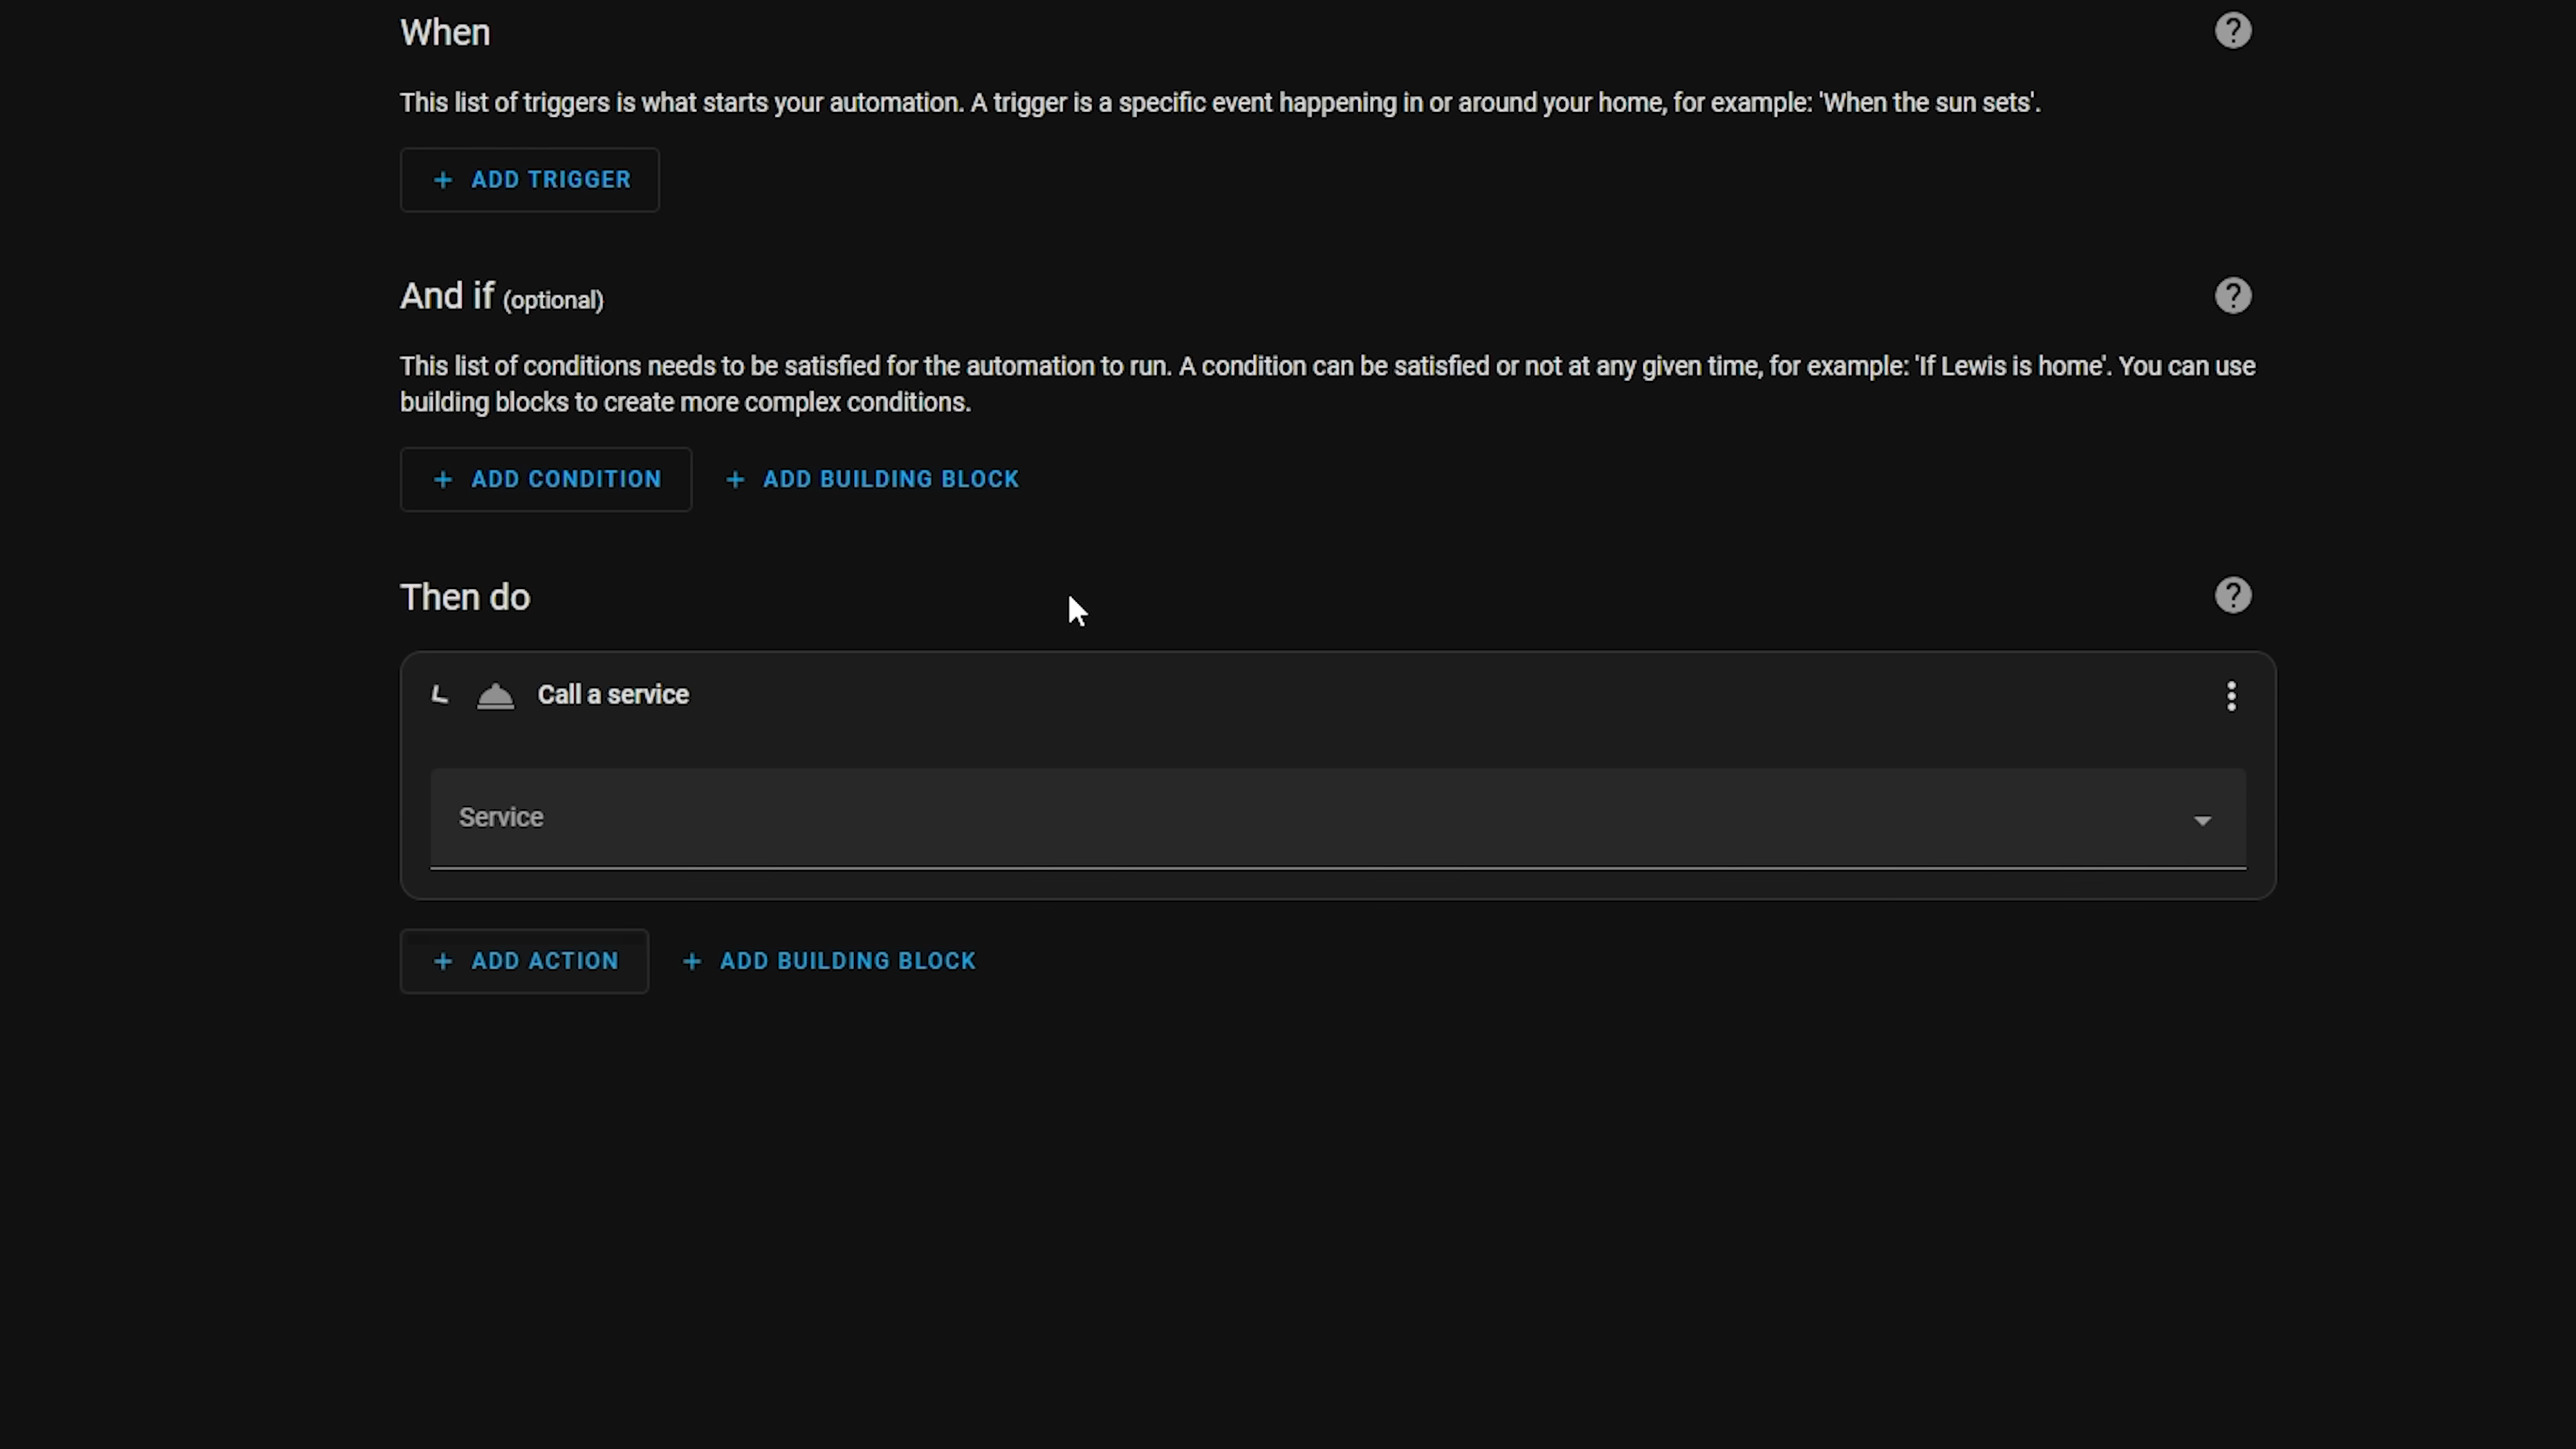 When
This list of triggers is what starts your automation. A trigger is a specific event happening in or around your home, for example: 'When the sun sets'.
+ ADD TRIGGER
And if (optional)
This list of conditions needs to be satisfied for the automation to run. A condition can be satisfied or not at any given time, for example: 'If Lewis is home'. You can use
building blocks to create more complex conditions.
+ ADD CONDITION + ADD BUILDING BLOCK
Then do
Call a service
Service
+ ADD ACTION + ADD BUILDING BLOCK